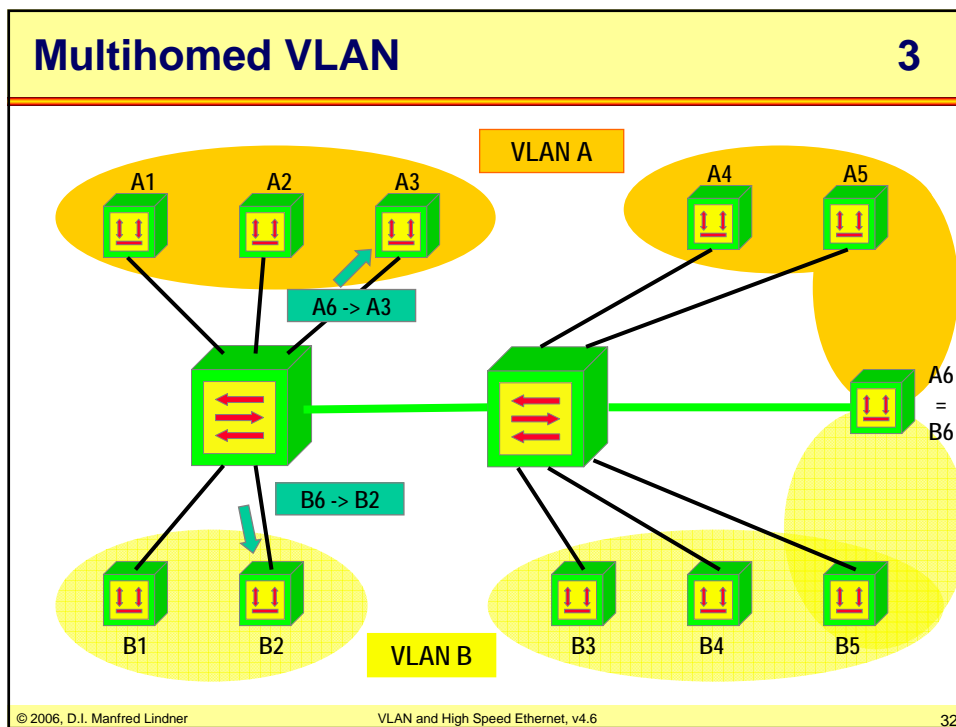 Multihomed VLAN 3
VLAN A
A1 A2 A3 A4 A5
A6 -> A3
A6
=
B6
B6 -> B2
B1 B2 B3 B4 B5
VLAN B
© 2006, D.I. Manfred Lindner VLAN and High Speed Ethernet, v4.6 32